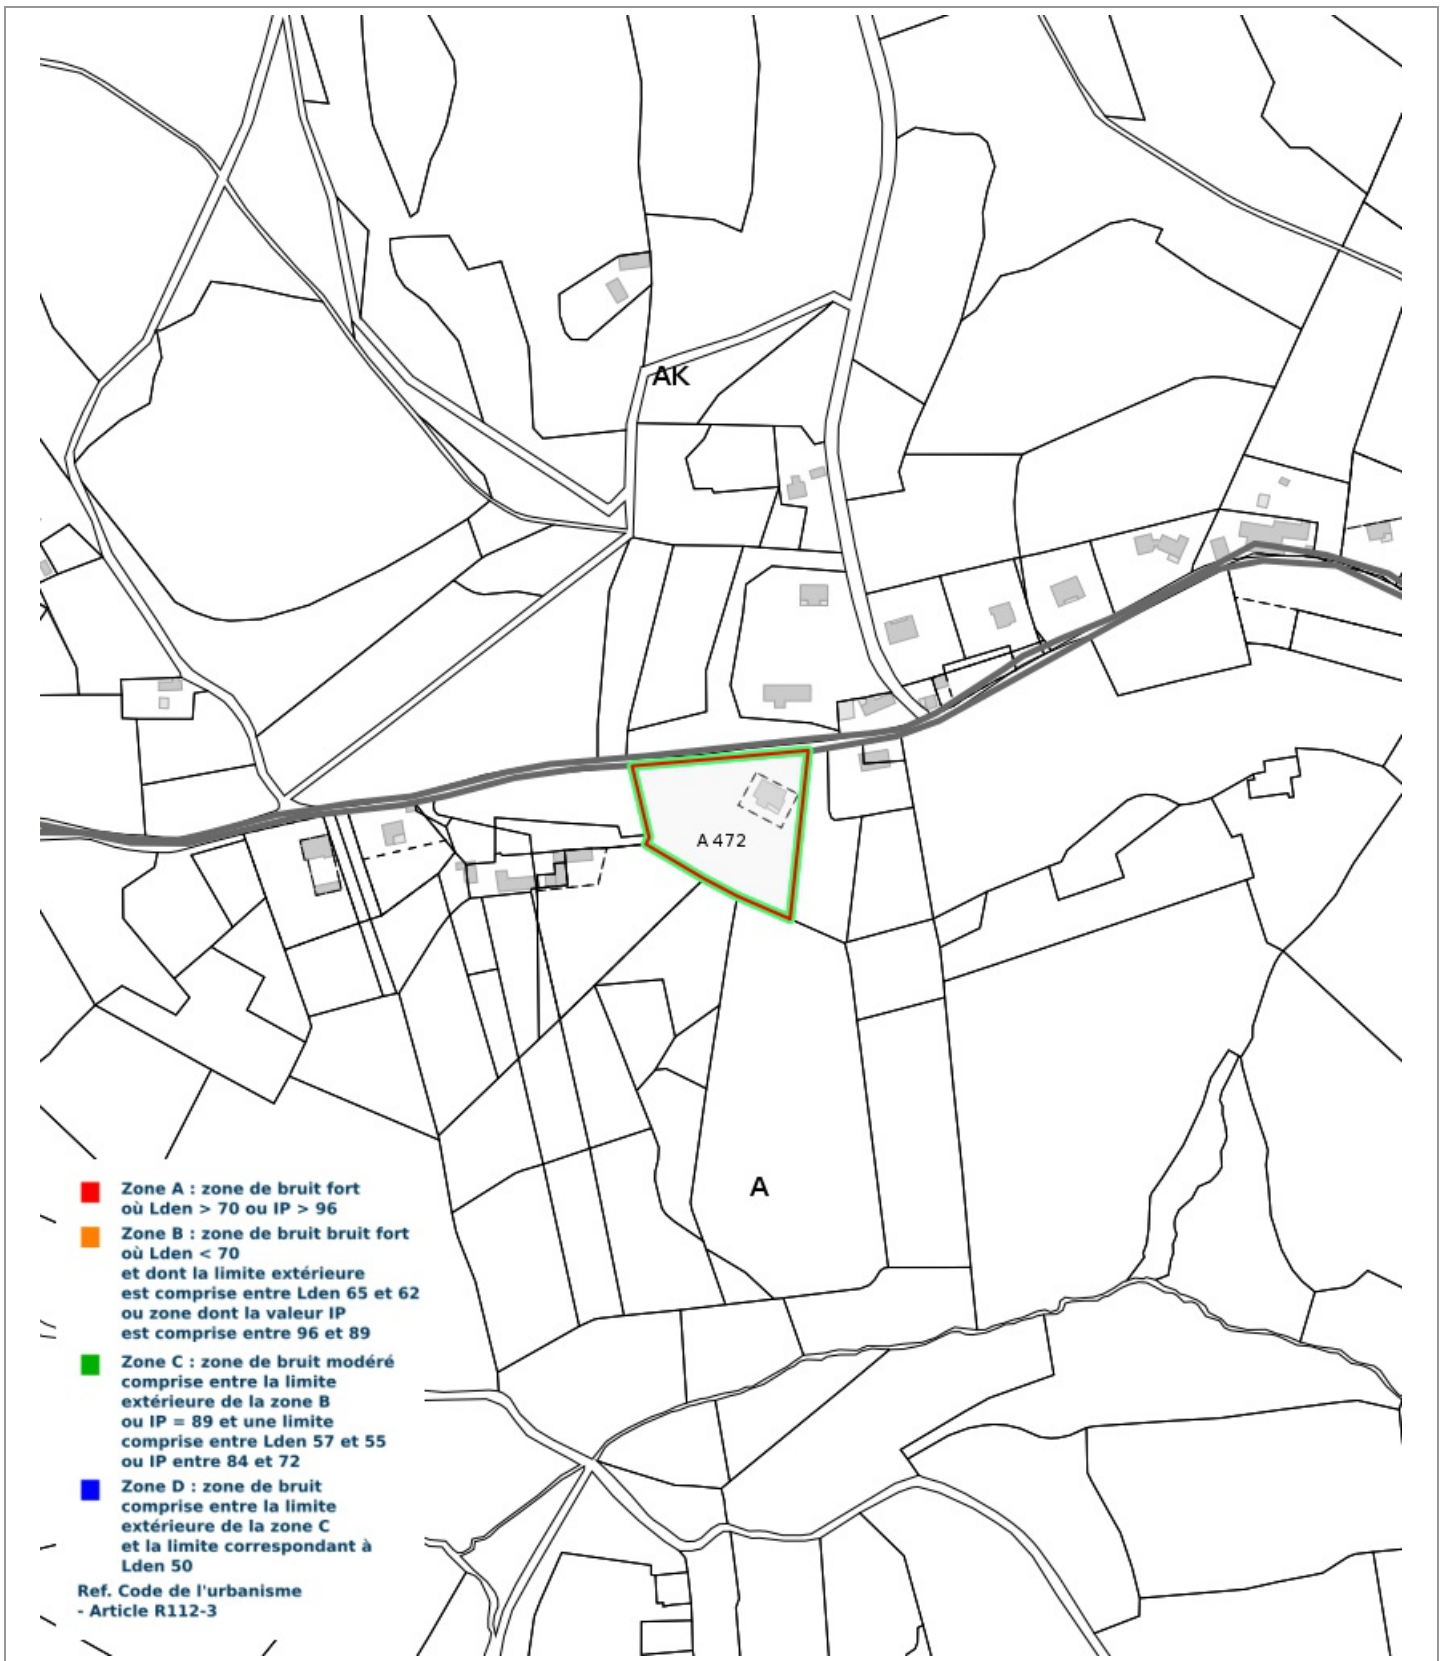 AK
A 472
A
Zone A : zone de bruit fort
où Lden > 70 ou IP > 96
Zone B : zone de bruit bruit fort
où Lden < 70
et dont la limite extérieure
est comprise entre Lden 65 et 62
ou zone dont la valeur IP
est comprise entre 96 et 89
Zone C : zone de bruit modéré
comprise entre la limite
extérieure de la zone B
ou IP = 89 et une limite
comprise entre Lden 57 et 55
ou IP entre 84 et 72
Zone D : zone de bruit
comprise entre la limite
extérieure de la zone C
et la limite correspondant à
Lden 50
Ref. Code de l'urbanisme
- Article R112-3